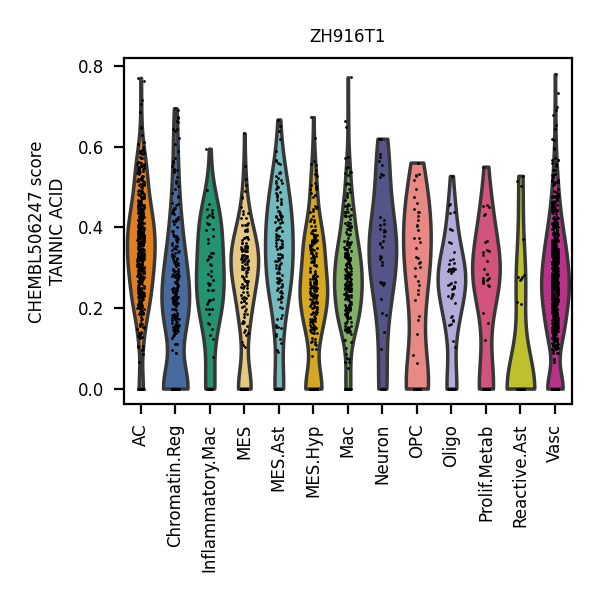 ZH916T1
CHEMBL506247 score
TANNIC ACID
0.8
0.6
0.4
0.2
0.0
AC
Chromatin.Reg
Inflammatory.Mac
MES
MES.Ast
MES.Hyp
Mac
Neuron
OPC
Oligo
Prolif.Metab
Reactive.Ast
Vasc